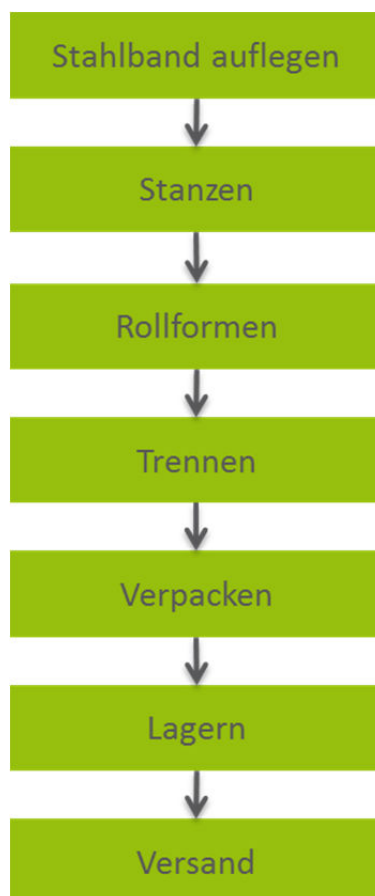 Stahlband auflegen
Stanzen
Rollformen
Trennen
Verpacken
Lagern
Versand